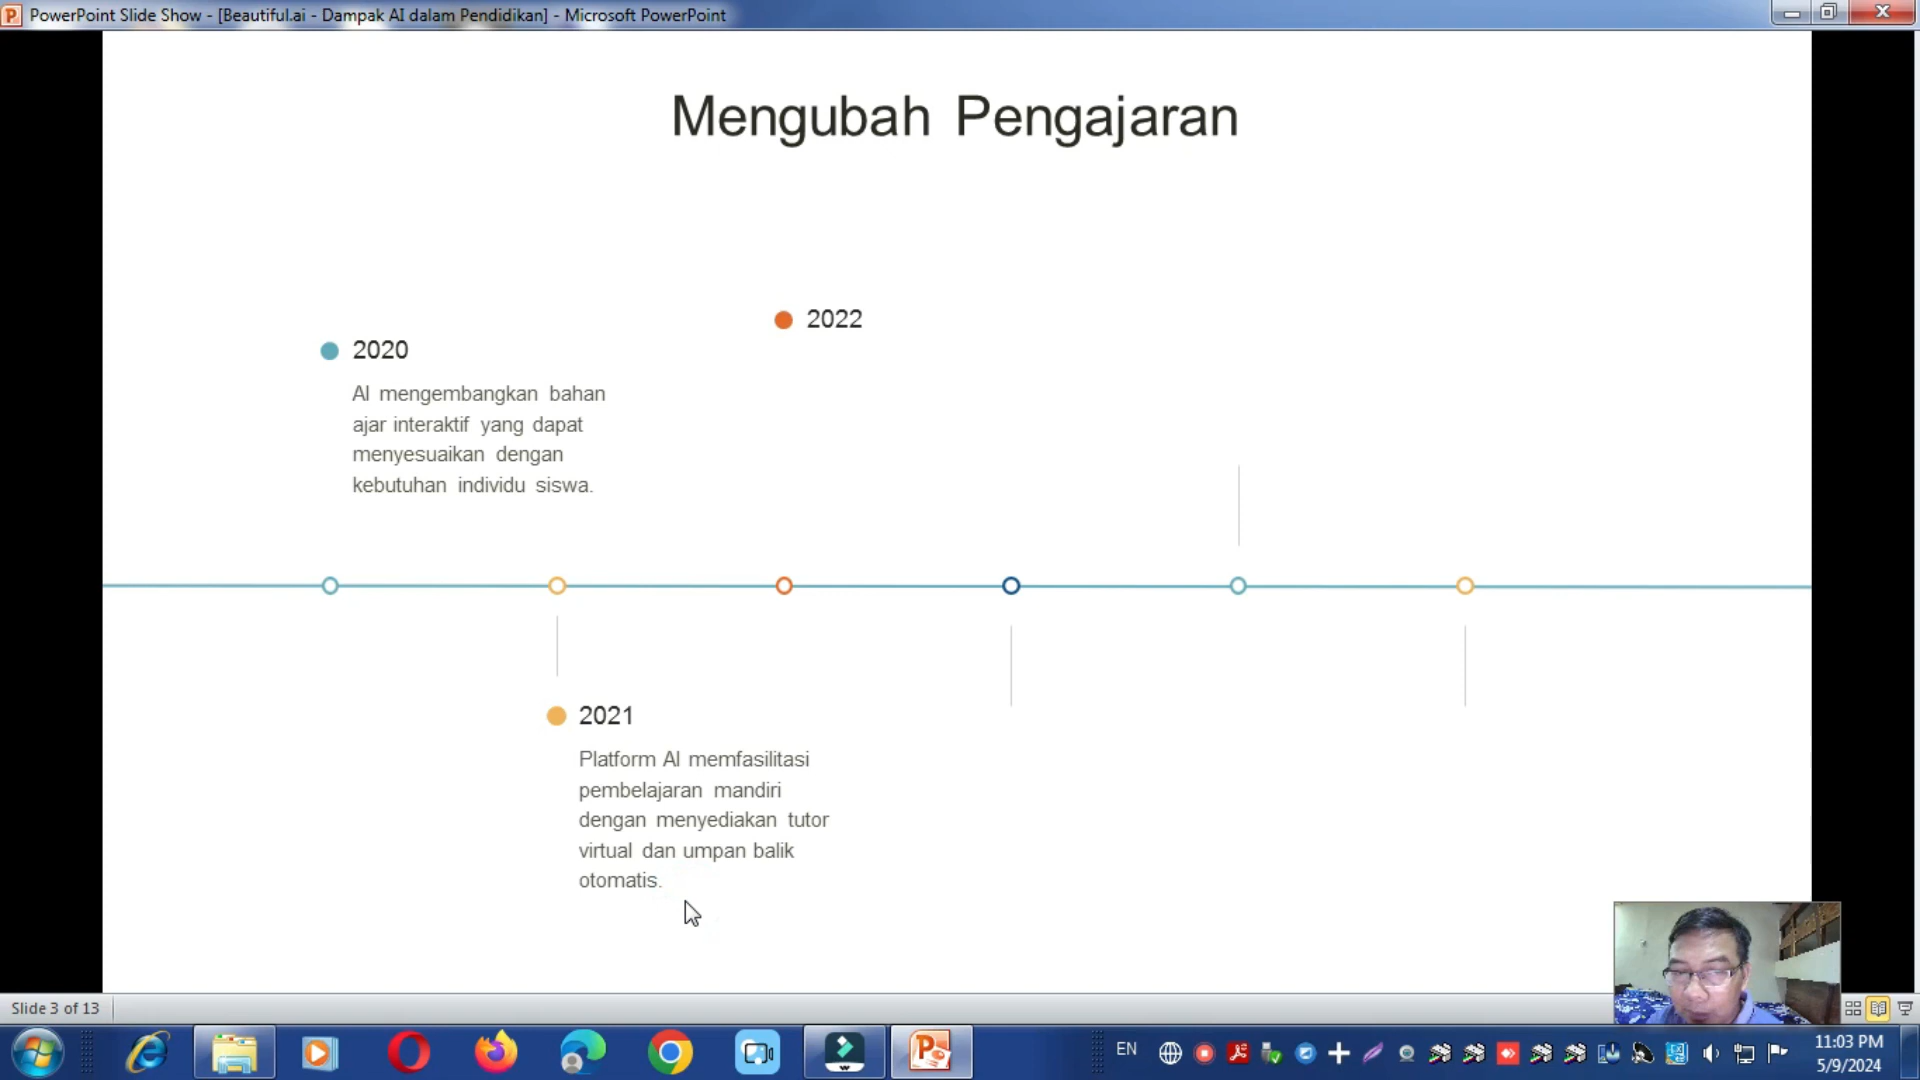 PowerPoint Slide Show - [Beautiful.ai - Dampak AI dalam Pendidikan] - Microsoft PowerPoint
Mengubah Pengajaran
2020
AI mengembangkan bahan
ajar interaktif yang dapat
menyesuaikan dengan
kebutuhan individu siswa.
2022
2021
Platform AI memfasilitasi
pembelajaran mandiri
dengan menyediakan tutor
virtual dan umpan balik
otomatis.
Slide 3 of 13
EN
11:03 PM
5/9/2024